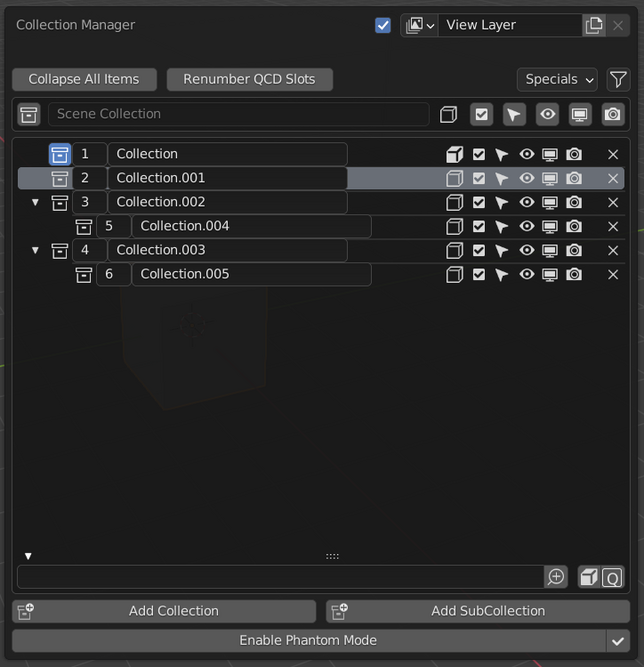 Collection Manager
View Layer
Collapse All Items
Renumber QCD Slots
Specials
Scene Collection
1 Collection
2 Collection.001
3 Collection.002
5 Collection.004
4 Collection.003
6 Collection.005
Q
Add Collection
Add SubCollection
Enable Phantom Mode